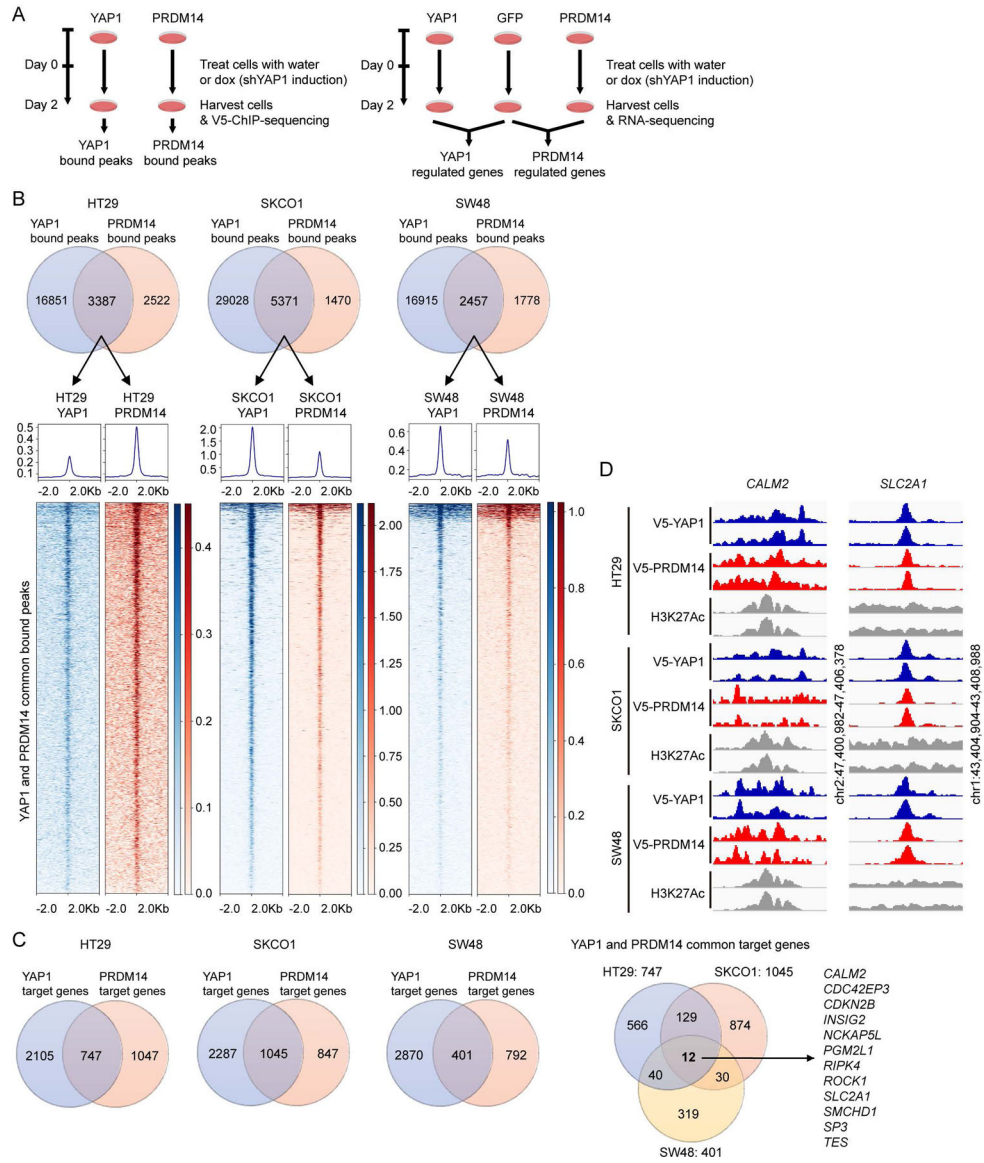 A
YAP1 PRDM14
Day 0
Treat cells with water
or dox (shYAP1 induction)
Day 2
Harvest cells
& V5-ChIP-sequencing
YAP1 PRDM14
bound peaks bound peaks
YAP1 GFP PRDM14
Day 0
Treat cells with water
or dox (shYAP1 induction)
Day 2
Harvest cells
& RNA-sequencing
YAP1 PRDM14
regulated genes regulated genes
B
HT29 SKCO1 SW48
YAP1 PRDM14 YAP1 PRDM14 YAP1 PRDM14
bound peaks bound peaks bound peaks bound peaks bound peaks bound peaks
16851 3387 2522 29028 5371 1470 16915 2457 1778
HT29 HT29 SKCO1 SKCO1 SW48 SW48
YAP1 PRDM14 YAP1 PRDM14 YAP1 PRDM14
0.5
0.4
0.3
0.2
0.1
-2.0 2.0Kb -2.0 2.0Kb
2.0
1.5
1.0
0.5
-2.0 2.0Kb -2.0 2.0Kb
0.6
0.4
0.2
-2.0 2.0Kb -2.0 2.0Kb
YAP1 and PRDM14 common bound peaks
0.4
0.3
0.2
0.1
0.0
-2.0 2.0Kb -2.0 2.0Kb
2.00
1.75
1.50
1.25
1.00
0.75
0.50
0.25
0.00
-2.0 2.0Kb -2.0 2.0Kb
1.0
0.8
0.6
0.4
0.2
0.0
-2.0 2.0Kb -2.0 2.0Kb
D
CALM2 SLC2A1
HT29
V5-YAP1
V5-PRDM14
H3K27Ac
SKCO1
V5-YAP1
V5-PRDM14
H3K27Ac
SW48
V5-YAP1
V5-PRDM14
H3K27Ac
chr2:47,400,982-47,406,378
chr1:43,404,904-43,408,988
C
HT29 SKCO1 SW48
YAP1 PRDM14 YAP1 PRDM14 YAP1 PRDM14
target genes target genes target genes target genes target genes target genes
2105 747 1047 2287 1045 847 2870 401 792
YAP1 and PRDM14 common target genes
HT29: 747 SKCO1: 1045
566 129 874
12
40 30
319
SW48: 401
CALM2
CDC42EP3
CDKN2B
INSIG2
NCKAP5L
PGM2L1
RIPK4
ROCK1
SLC2A1
SMCHD1
SP3
TES